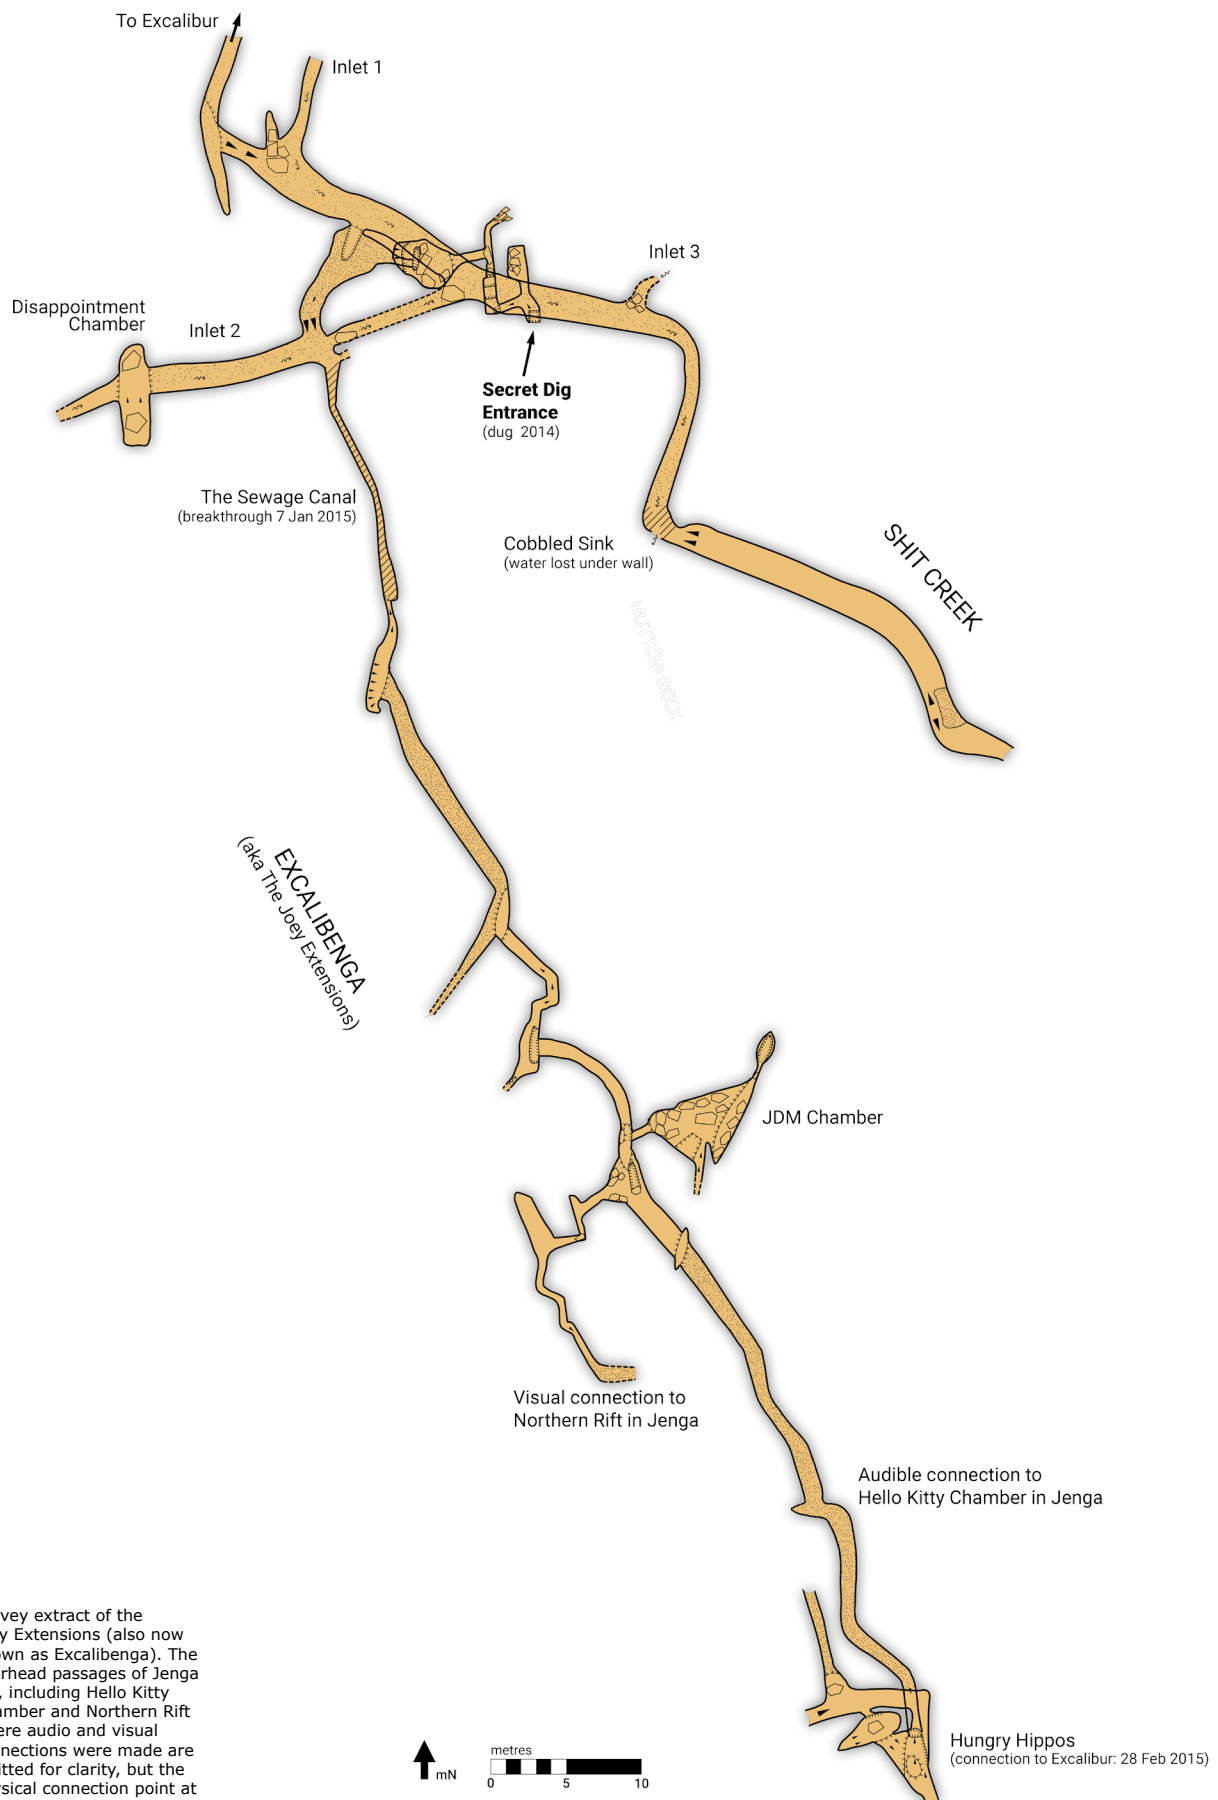 To Excalibur
Inlet 1
Inlet 3
Disappointment
Chamber
Inlet 2
Secret Dig
Entrance
(dug 2014)
The Sewage Canal
(breakthrough 7 Jan 2015)
Cobbled Sink
(water lost under wall)
SHIT CREEK
HUTTON BECK
EXCALIBENGA
(aka The Joey Extensions)
JDM Chamber
Visual connection to
Northern Rift in Jenga
Audible connection to
Hello Kitty Chamber in Jenga
vey extract of the
y Extensions (also now
own as Excalibenga). The
rhead passages of Jenga
, including Hello Kitty
amber and Northern Rift
ere audio and visual
nections were made are
itted for clarity, but the
ysical connection point at
mN
metres
0 5 10
Hungry Hippos
(connection to Excalibur: 28 Feb 2015)